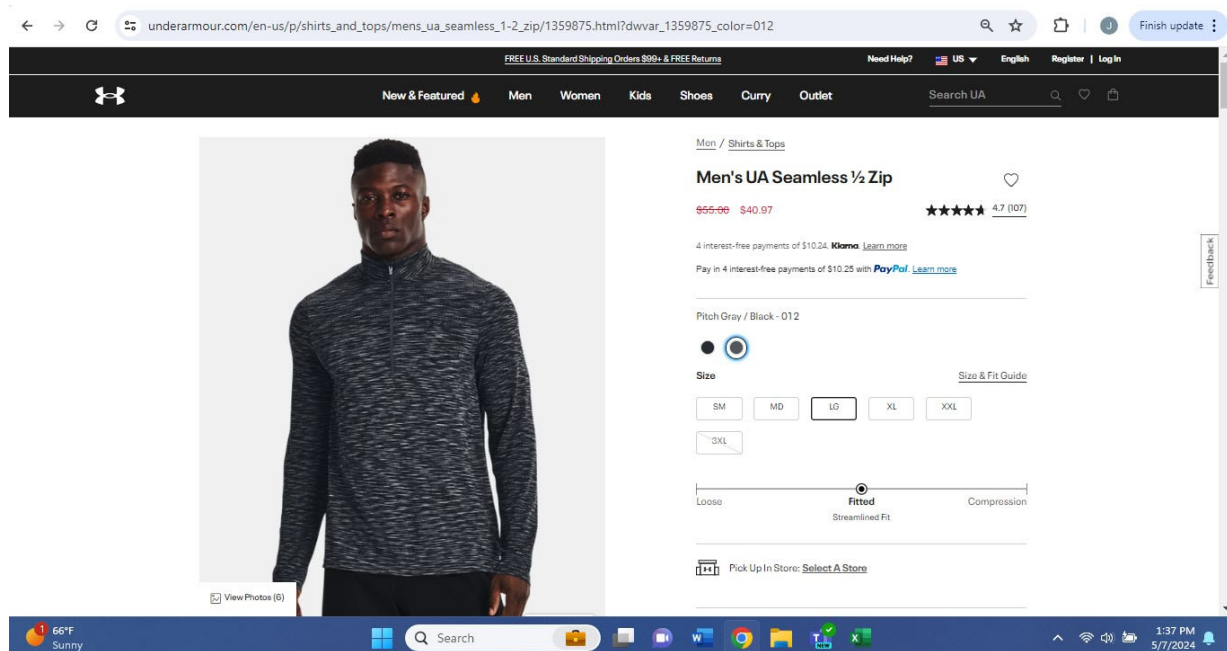 underarmour.com/en-us/p/shirts_and_tops/mens_ua_seamless_1-2_zip/1359875.html?dwvar_1359875_color=012
J
Finish update
FREE U.S. Standard Shipping Orders $99+ & FREE Returns
Need Help?
US
English
Register | Log In
New & Featured
Men
Women
Kids
Shoes
Curry
Outlet
Search UA
Men / Shirts & Tops
Men's UA Seamless ½ Zip
$55.00 $40.97
4.7 (107)
4 interest-free payments of $10.24. Klarna. Learn more
Pay in 4 interest-free payments of $10.25 with PayPal. Learn more
Feedback
Pitch Gray / Black - 012
Size
Size & Fit Guide
SM
MD
LG
XL
XXL
3XL
Loose
Fitted
Compression
Streamlined Fit
Pick Up In Store: Select A Store
View Photos (6)
1
66°F
Sunny
Search
NEW
1:37 PM
5/7/2024